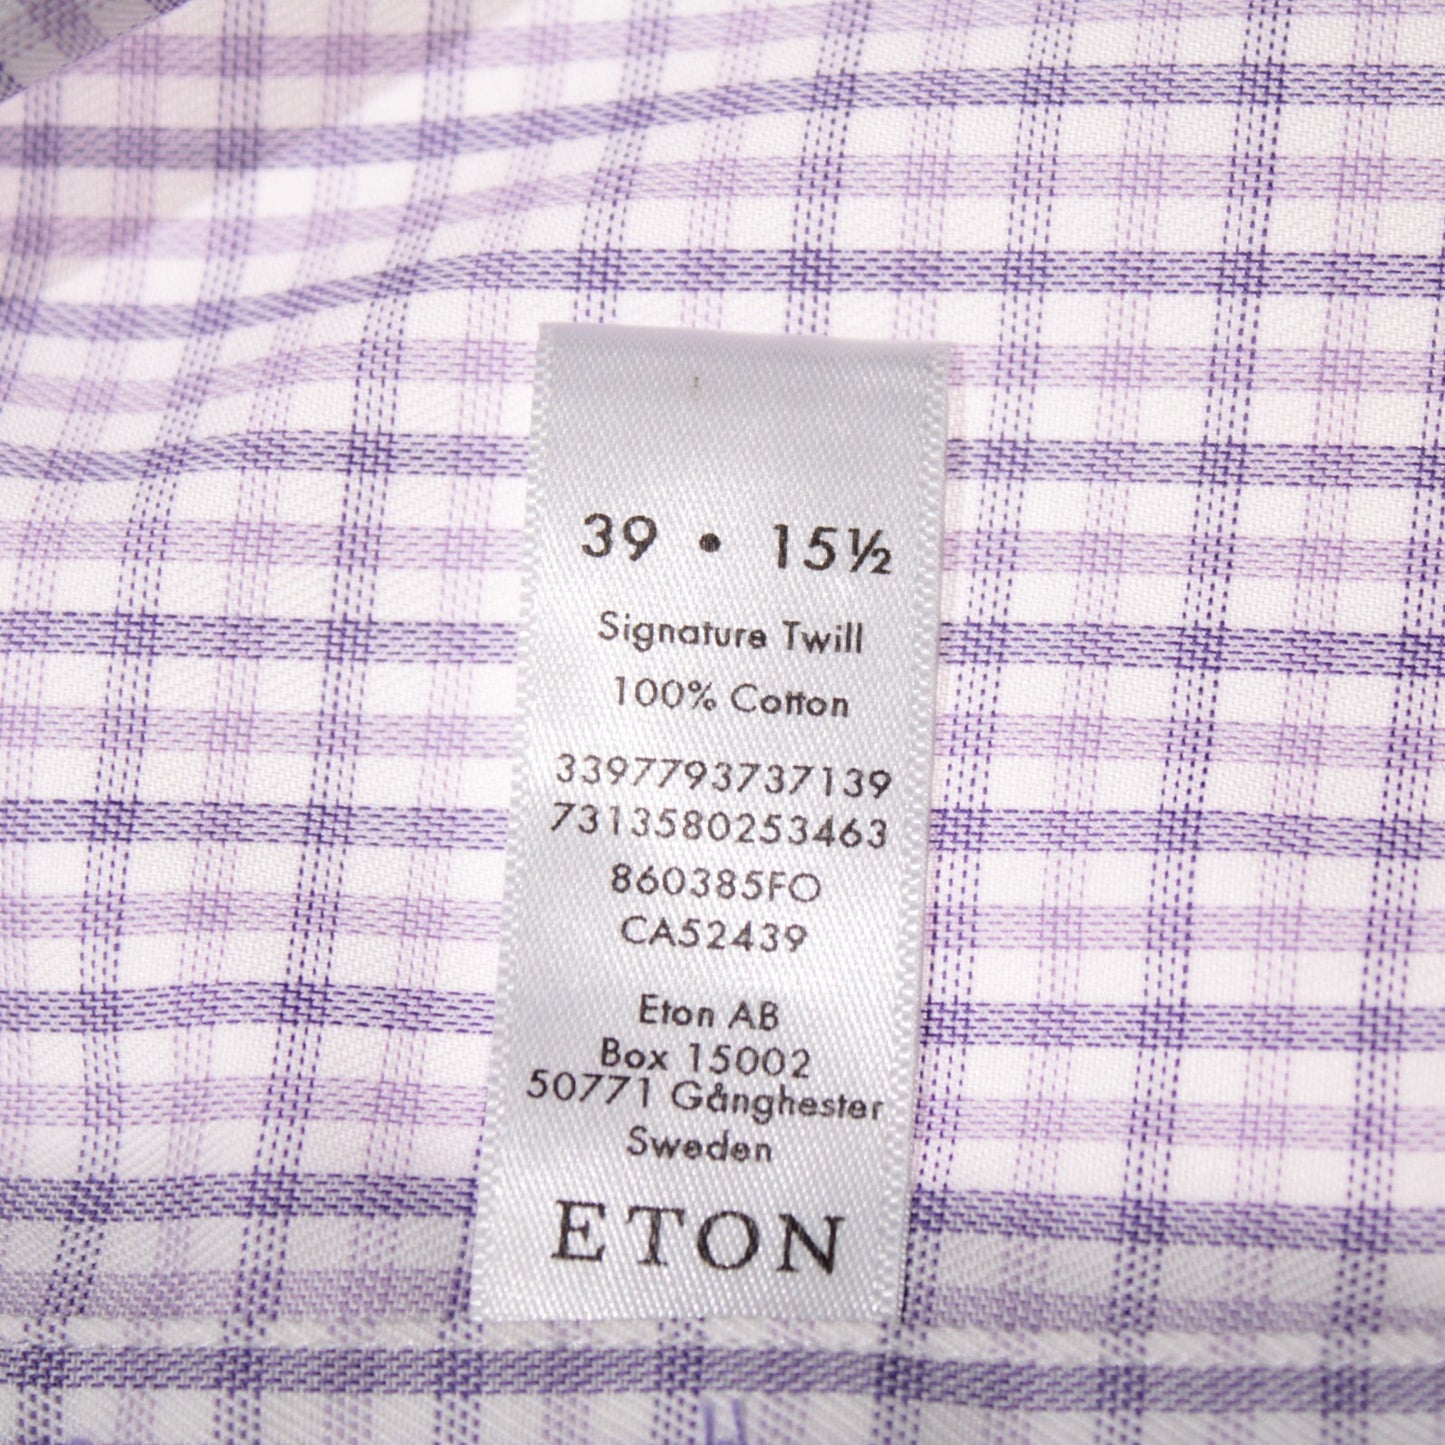 39 • 15½
Signature Twill
100% Cotton
3397793737139
7313580253463
860385FO
CA52439
Eton AB
Box 15002
50771 Gånghester
Sweden
ETON